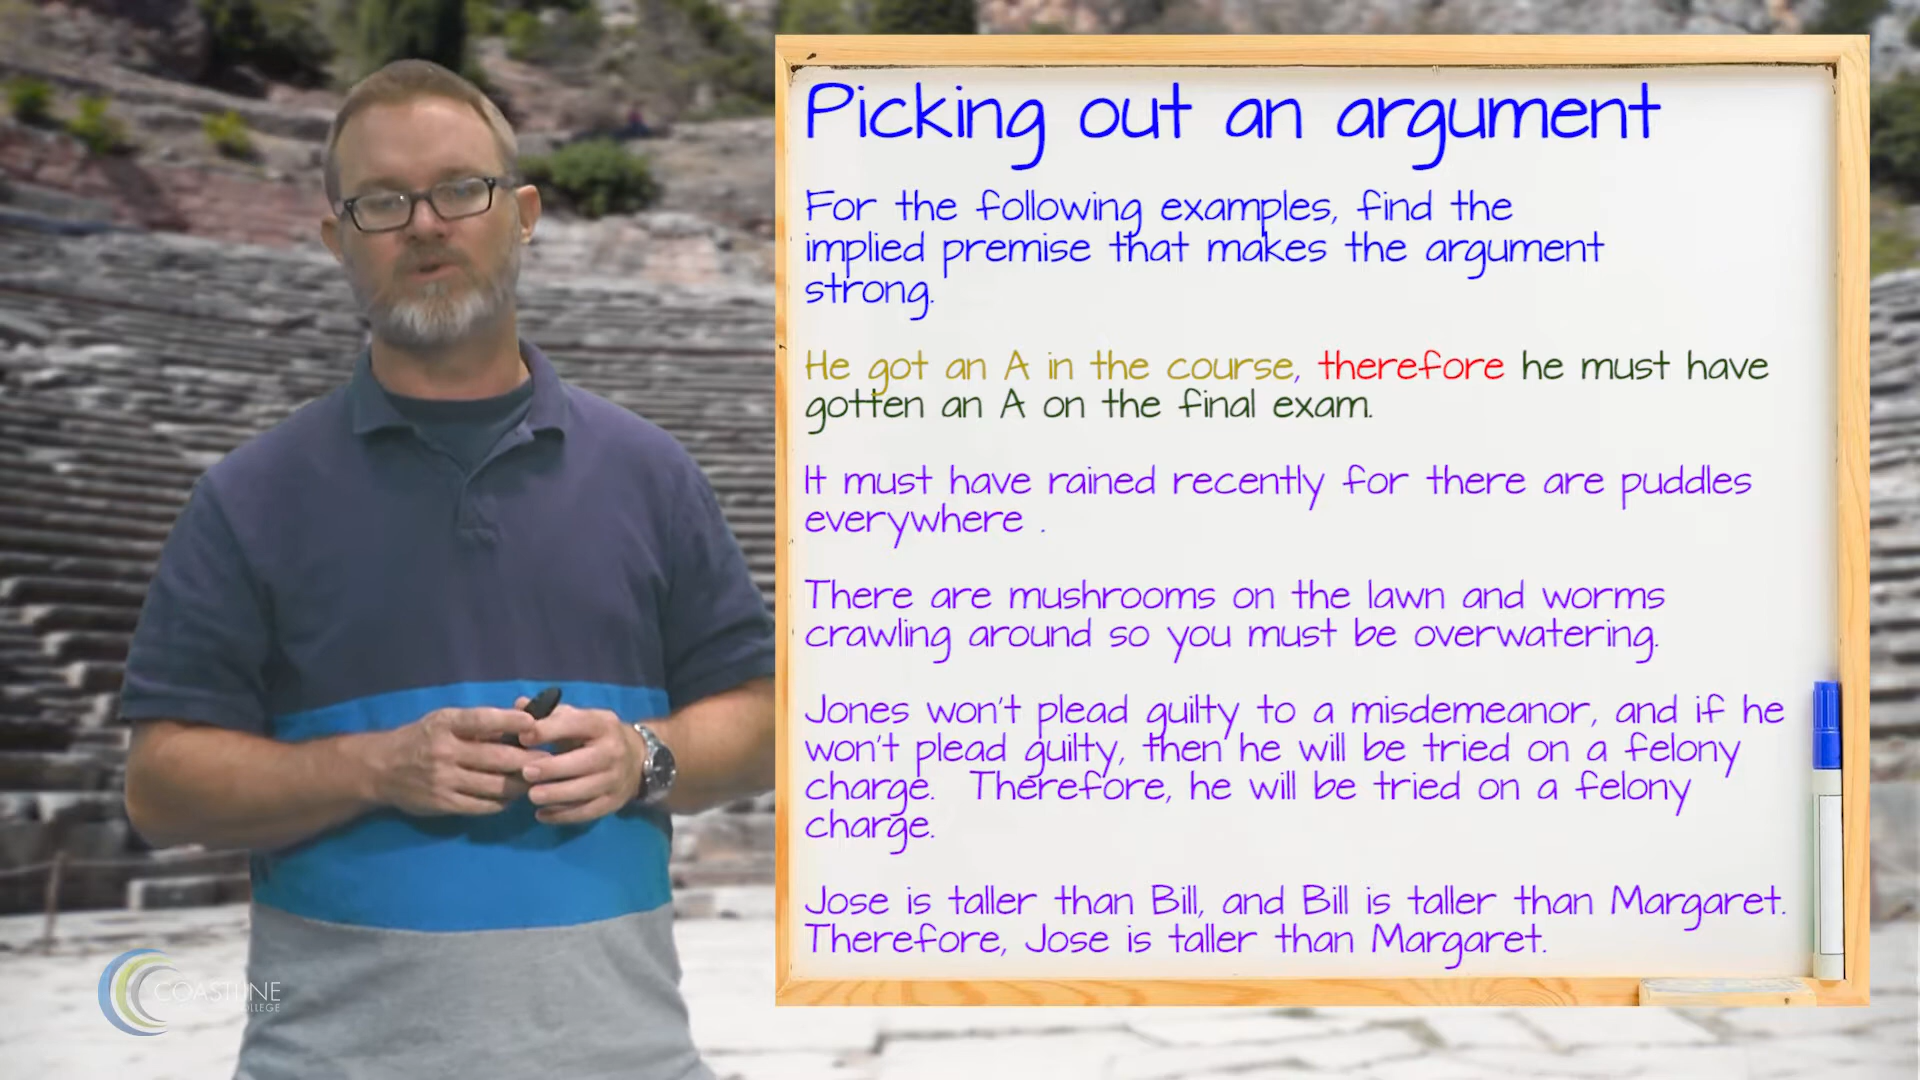 Picking out an argument
For the following examples, find the
implied premise that makes the argument
strong.
He got an A in the course, therefore he must have
gotten an A on the final exam.
It must have rained recently for there are puddles
everywhere .
There are mushrooms on the lawn and worms
crawling around so you must be overwatering.
Jones won't plead guilty to a misdemeanor, and if he
won't plead guilty, then he will be tried on a felony
charge.  Therefore, he will be tried on a felony
charge.
Jose is taller than Bill, and Bill is taller than Margaret.
Therefore, Jose is taller than Margaret.
COASTLINE
COLLEGE